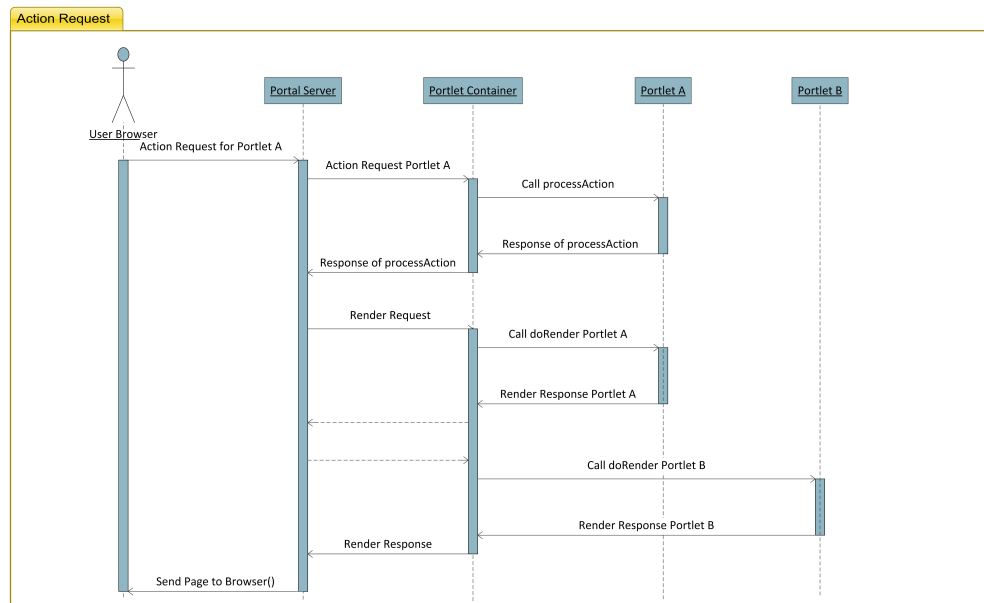 Action Request
Portal Server
Portlet Container
Portlet A
Portlet B
User Browser
Action Request for Portlet A
Action Request Portlet A
Call processAction
Response of processAction
Response of processAction
Render Request
Call doRender Portlet A
Render Response Portlet A
Call doRender Portlet B
Render Response Portlet B
Render Response
Send Page to Browser()